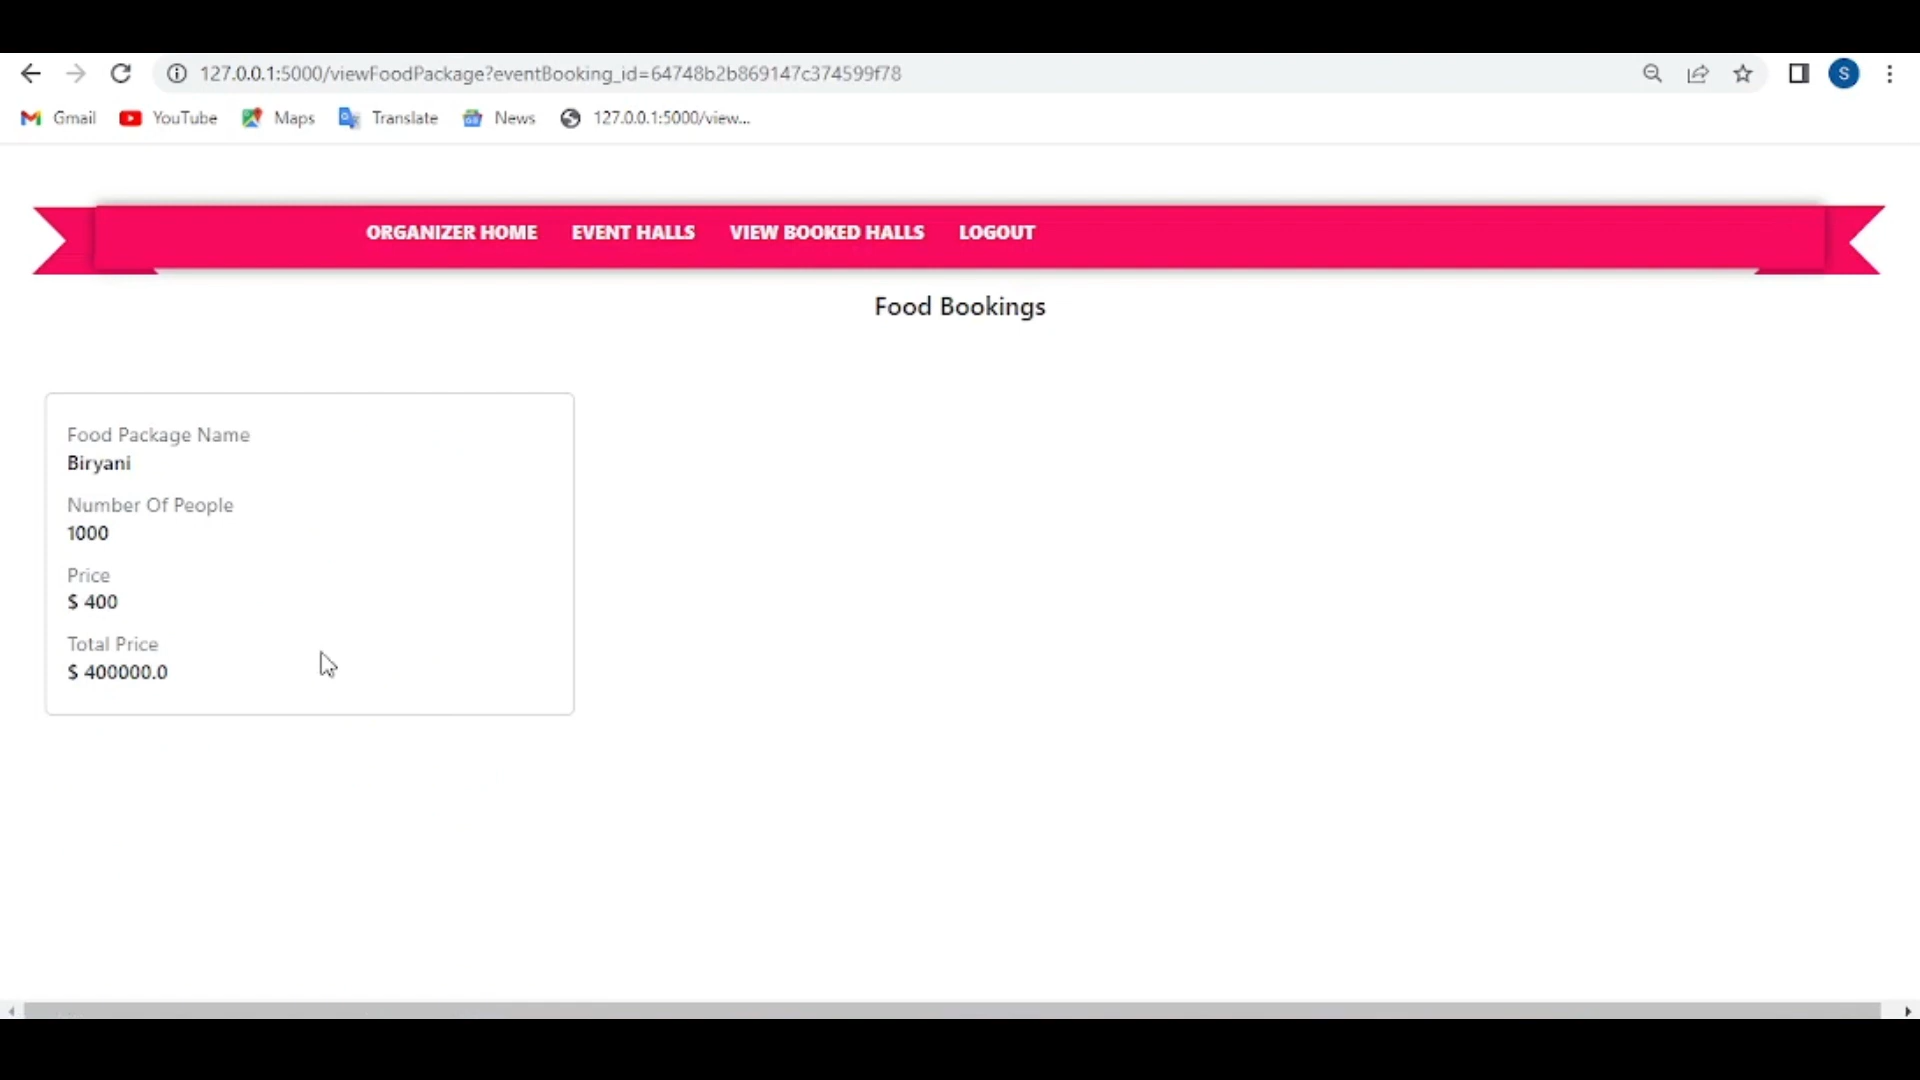 127.0.0.1:5000/viewFoodPackage?eventBooking_id=64748b2b869147c374599f78
S
Gmail YouTube Maps Translate News 127.0.0.1:5000/view...
ORGANIZER HOME EVENT HALLS VIEW BOOKED HALLS LOGOUT
Food Bookings
Food Package Name
Biryani
Number Of People
1000
Price
$ 400
Total Price
$ 400000.0